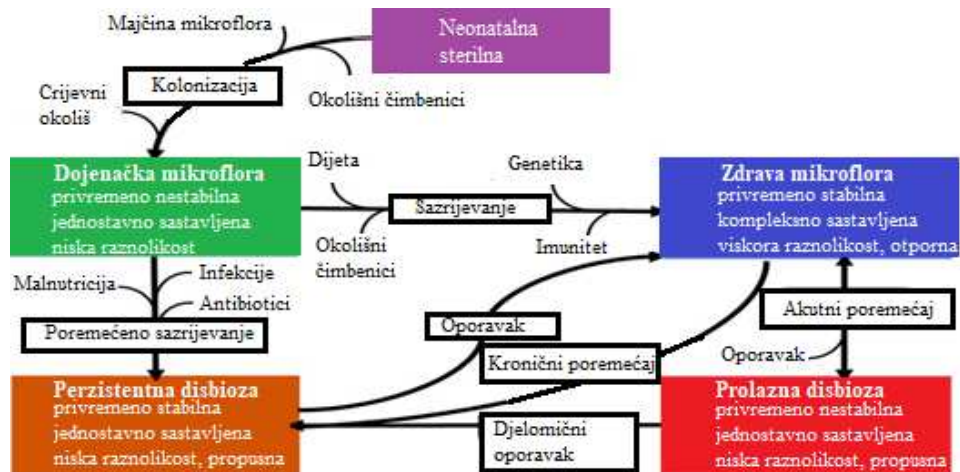 Majčina mikroflora
Neonatalna
sterilna
Kolonizacija
Crijevni
okoliš
Okolišni čimbenici
Dojenačka mikroflora
privremeno nestabilna
jednostavno sastavljena
niska raznolikost
Dijeta
Genetika
Sazrijevanje
Okolišni
čimbenici
Imunitet
Zdrava mikroflora
privremeno stabilna
kompleksno sastavljena
viskora raznolikost, otporna
Malnutricija
Infekcije
Antibiotici
Poremećeno sazrijevanje
Oporavak
Kronični poremećaj
Akutni poremećaj
Oporavak
Perzistentna disbioza
privremeno stabilna
jednostavno sastavljena
niska raznolikost, propusna
Djelomični
oporavak
Prolazna disbioza
privremeno nestabilna
jednostavno sastavljena
niska raznolikost, propusna